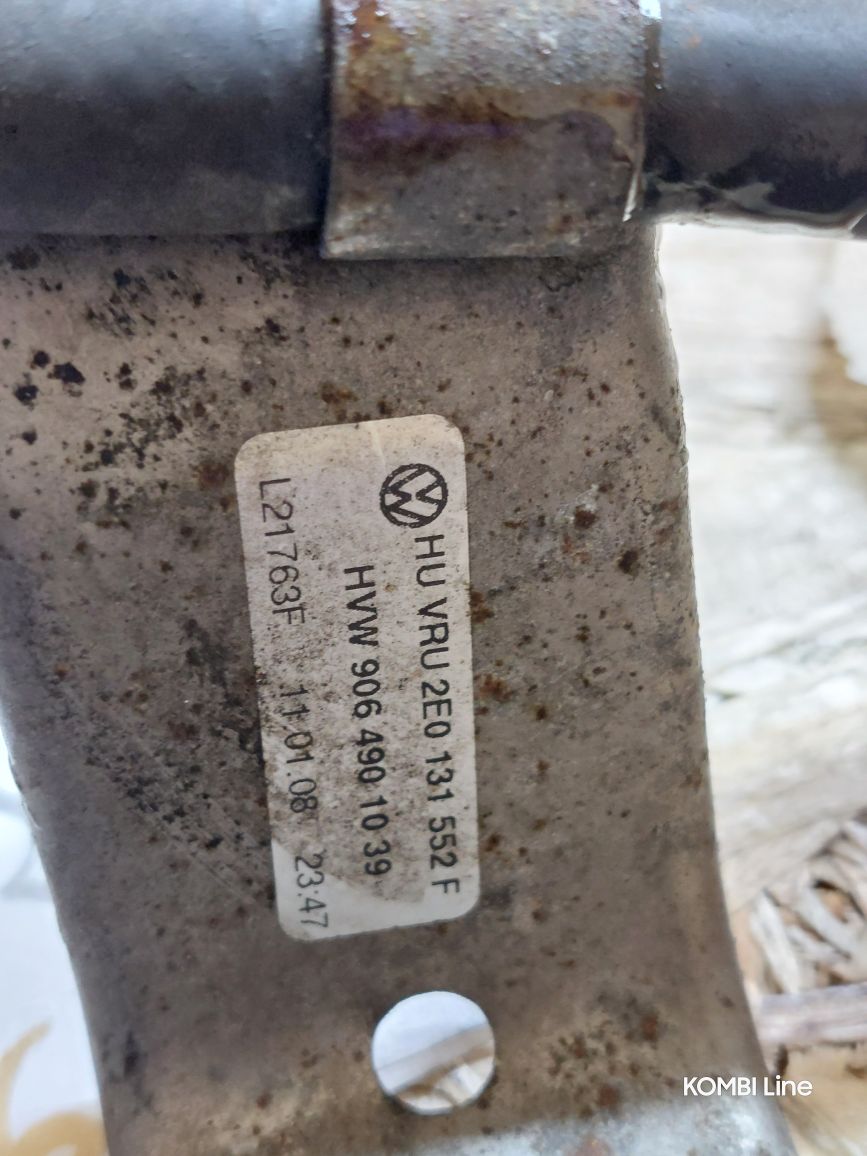 HU VRU 2E0 131 552 F
HVW 906 490 10 39
L21763F 11.01.08 23:47
KOMBI Line